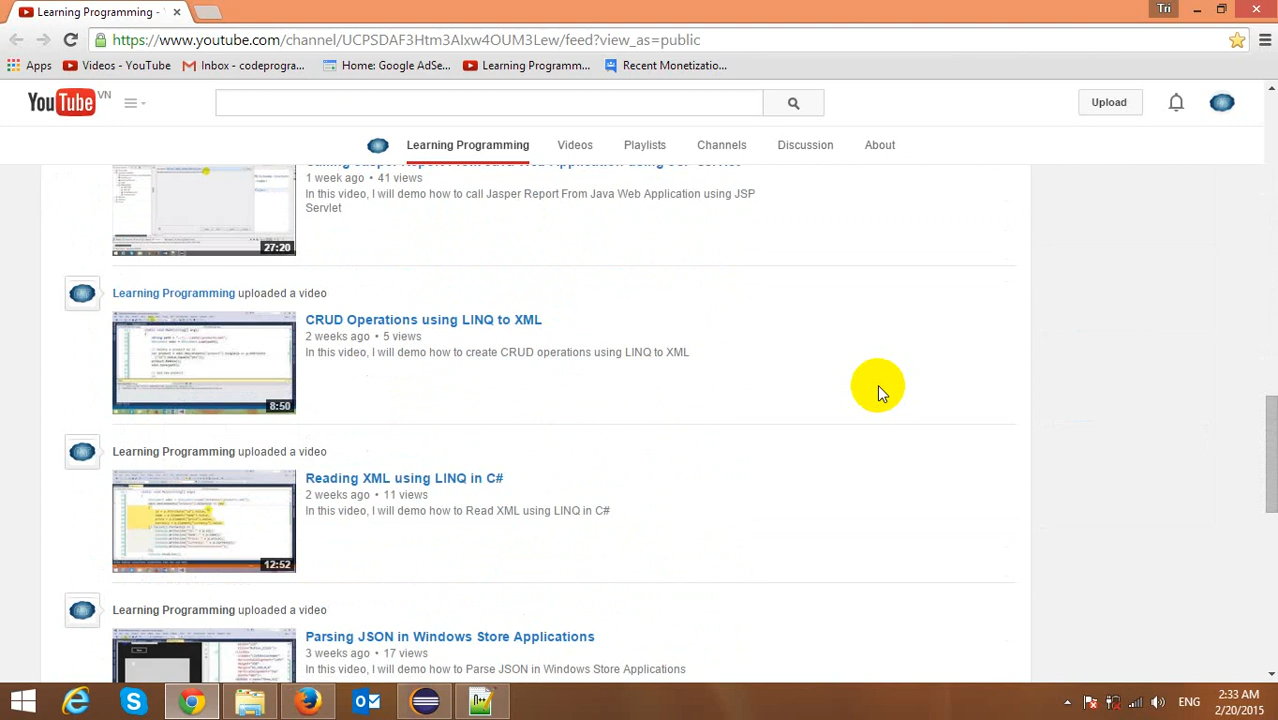 Learning Programming - ×
Tri
https://www.youtube.com/channel/UCPSDAF3Htm3AIxw4OUM3Lew/feed?view_as=public
Apps Videos - YouTube Inbox - codeprogra... Home: Google AdSe... Learning Programm... Recent Monetizatio...
YouTube VN
Upload
Learning Programming Videos Playlists Channels Discussion About
1 week ago • 41 views
In this video, I will demo how to call Jasper Report from Java Web Application using JSP
Servlet
27:20
Learning Programming uploaded a video
CRUD Operations using LINQ to XML
2 weeks ago • 5 views
In this video, I will demo how to Create CRUD Operations using LINQ to XML
8:50
Learning Programming uploaded a video
Reading XML using LINQ in C#
2 weeks ago • 11 views
In this video, I will demo how to Read XML using LINQ in C#
12:52
Learning Programming uploaded a video
Parsing JSON in Windows Store Applications
3 weeks ago • 17 views
In this video, I will demo how to Parse JSON in Windows Store Applications
ENG
2:33 AM
2/20/2015